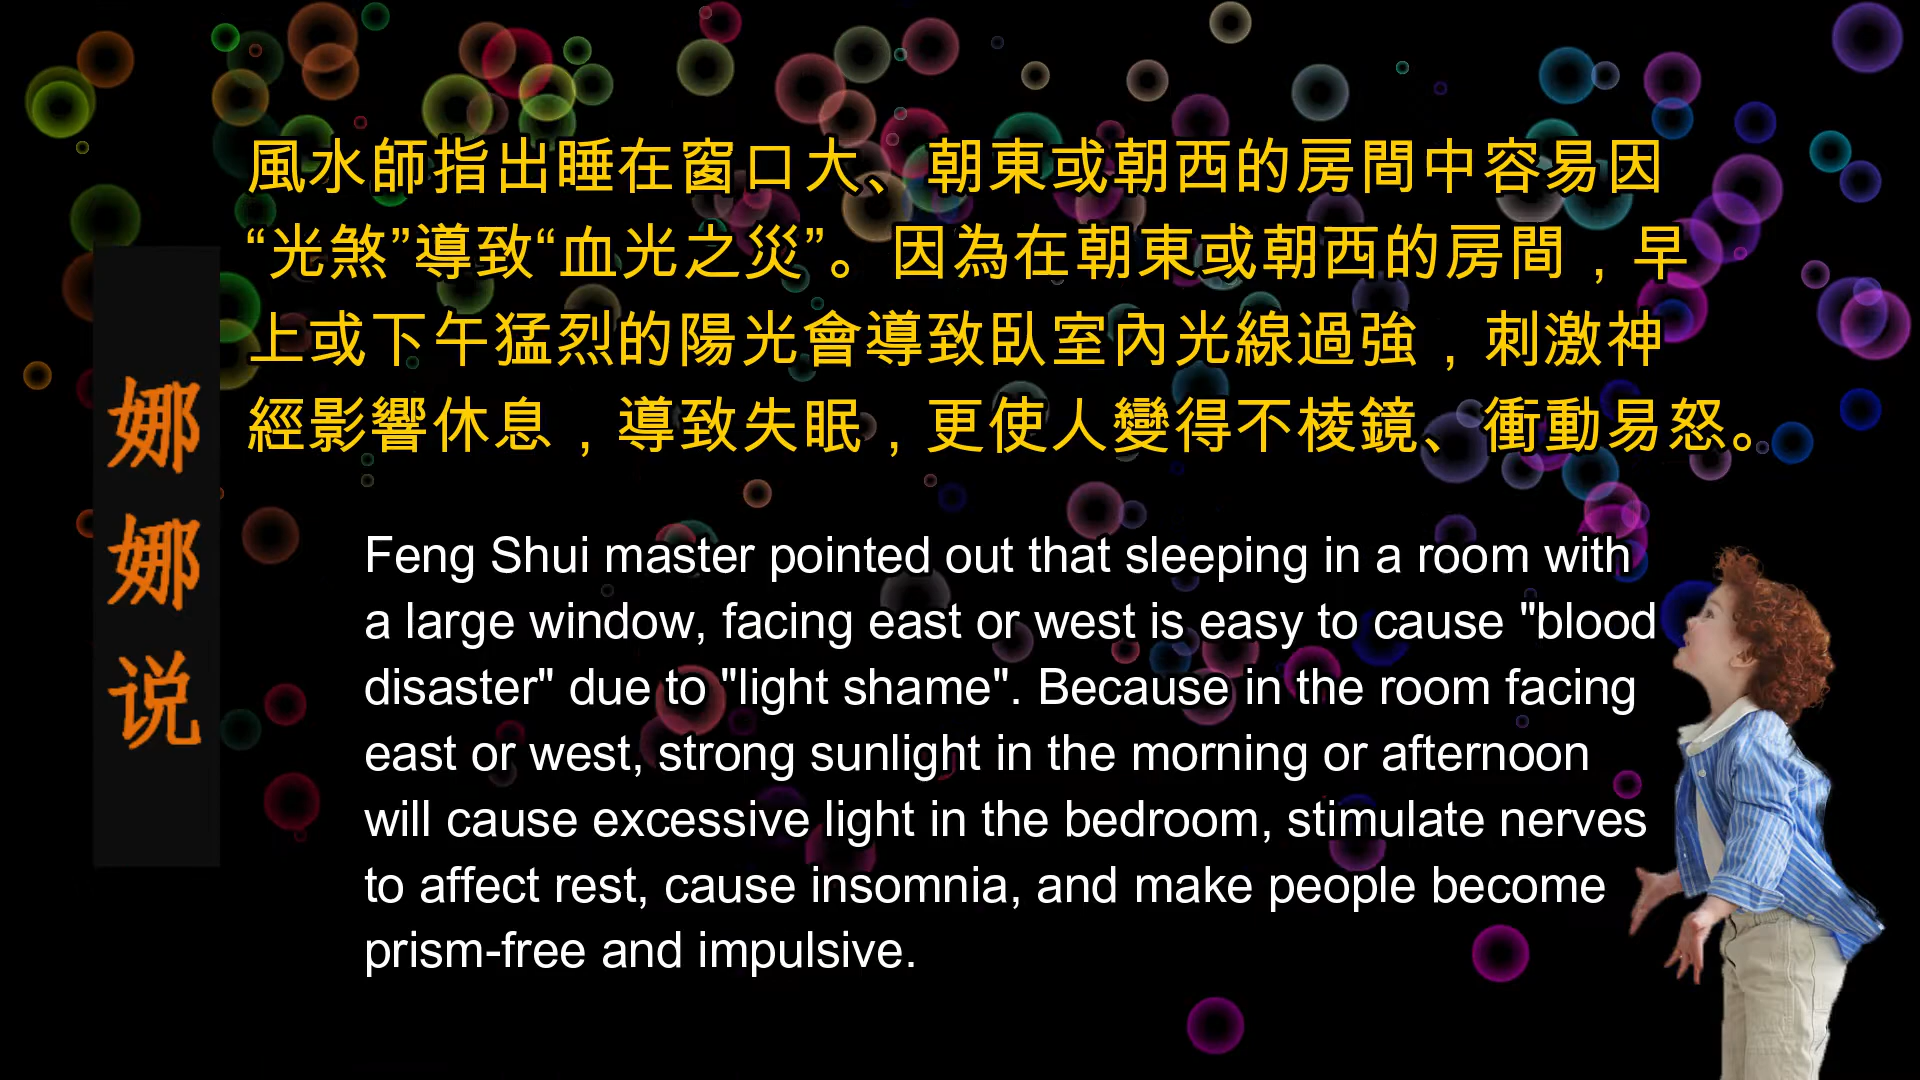 風水師指出睡在窗口大、朝東或朝西的房間中容易因
“光煞”導致“血光之災”。因為在朝東或朝西的房間，早
上或下午猛烈的陽光會導致臥室內光線過強，刺激神
經影響休息，導致失眠，更使人變得不棱鏡、衝動易怒。
娜娜说
Feng Shui master pointed out that sleeping in a room with
a large window, facing east or west is easy to cause "blood
disaster" due to "light shame". Because in the room facing
east or west, strong sunlight in the morning or afternoon
will cause excessive light in the bedroom, stimulate nerves
to affect rest, cause insomnia, and make people become
prism-free and impulsive.